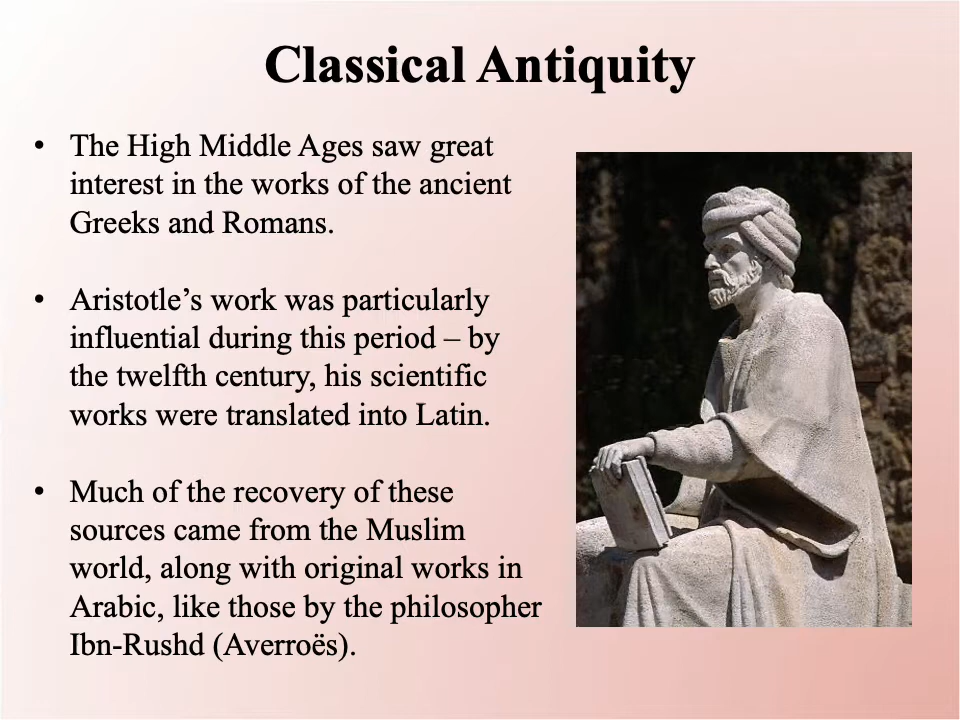 Classical Antiquity
• The High Middle Ages saw great
interest in the works of the ancient
Greeks and Romans.
• Aristotle’s work was particularly
influential during this period – by
the twelfth century, his scientific
works were translated into Latin.
• Much of the recovery of these
sources came from the Muslim
world, along with original works in
Arabic, like those by the philosopher
Ibn-Rushd (Averroës).